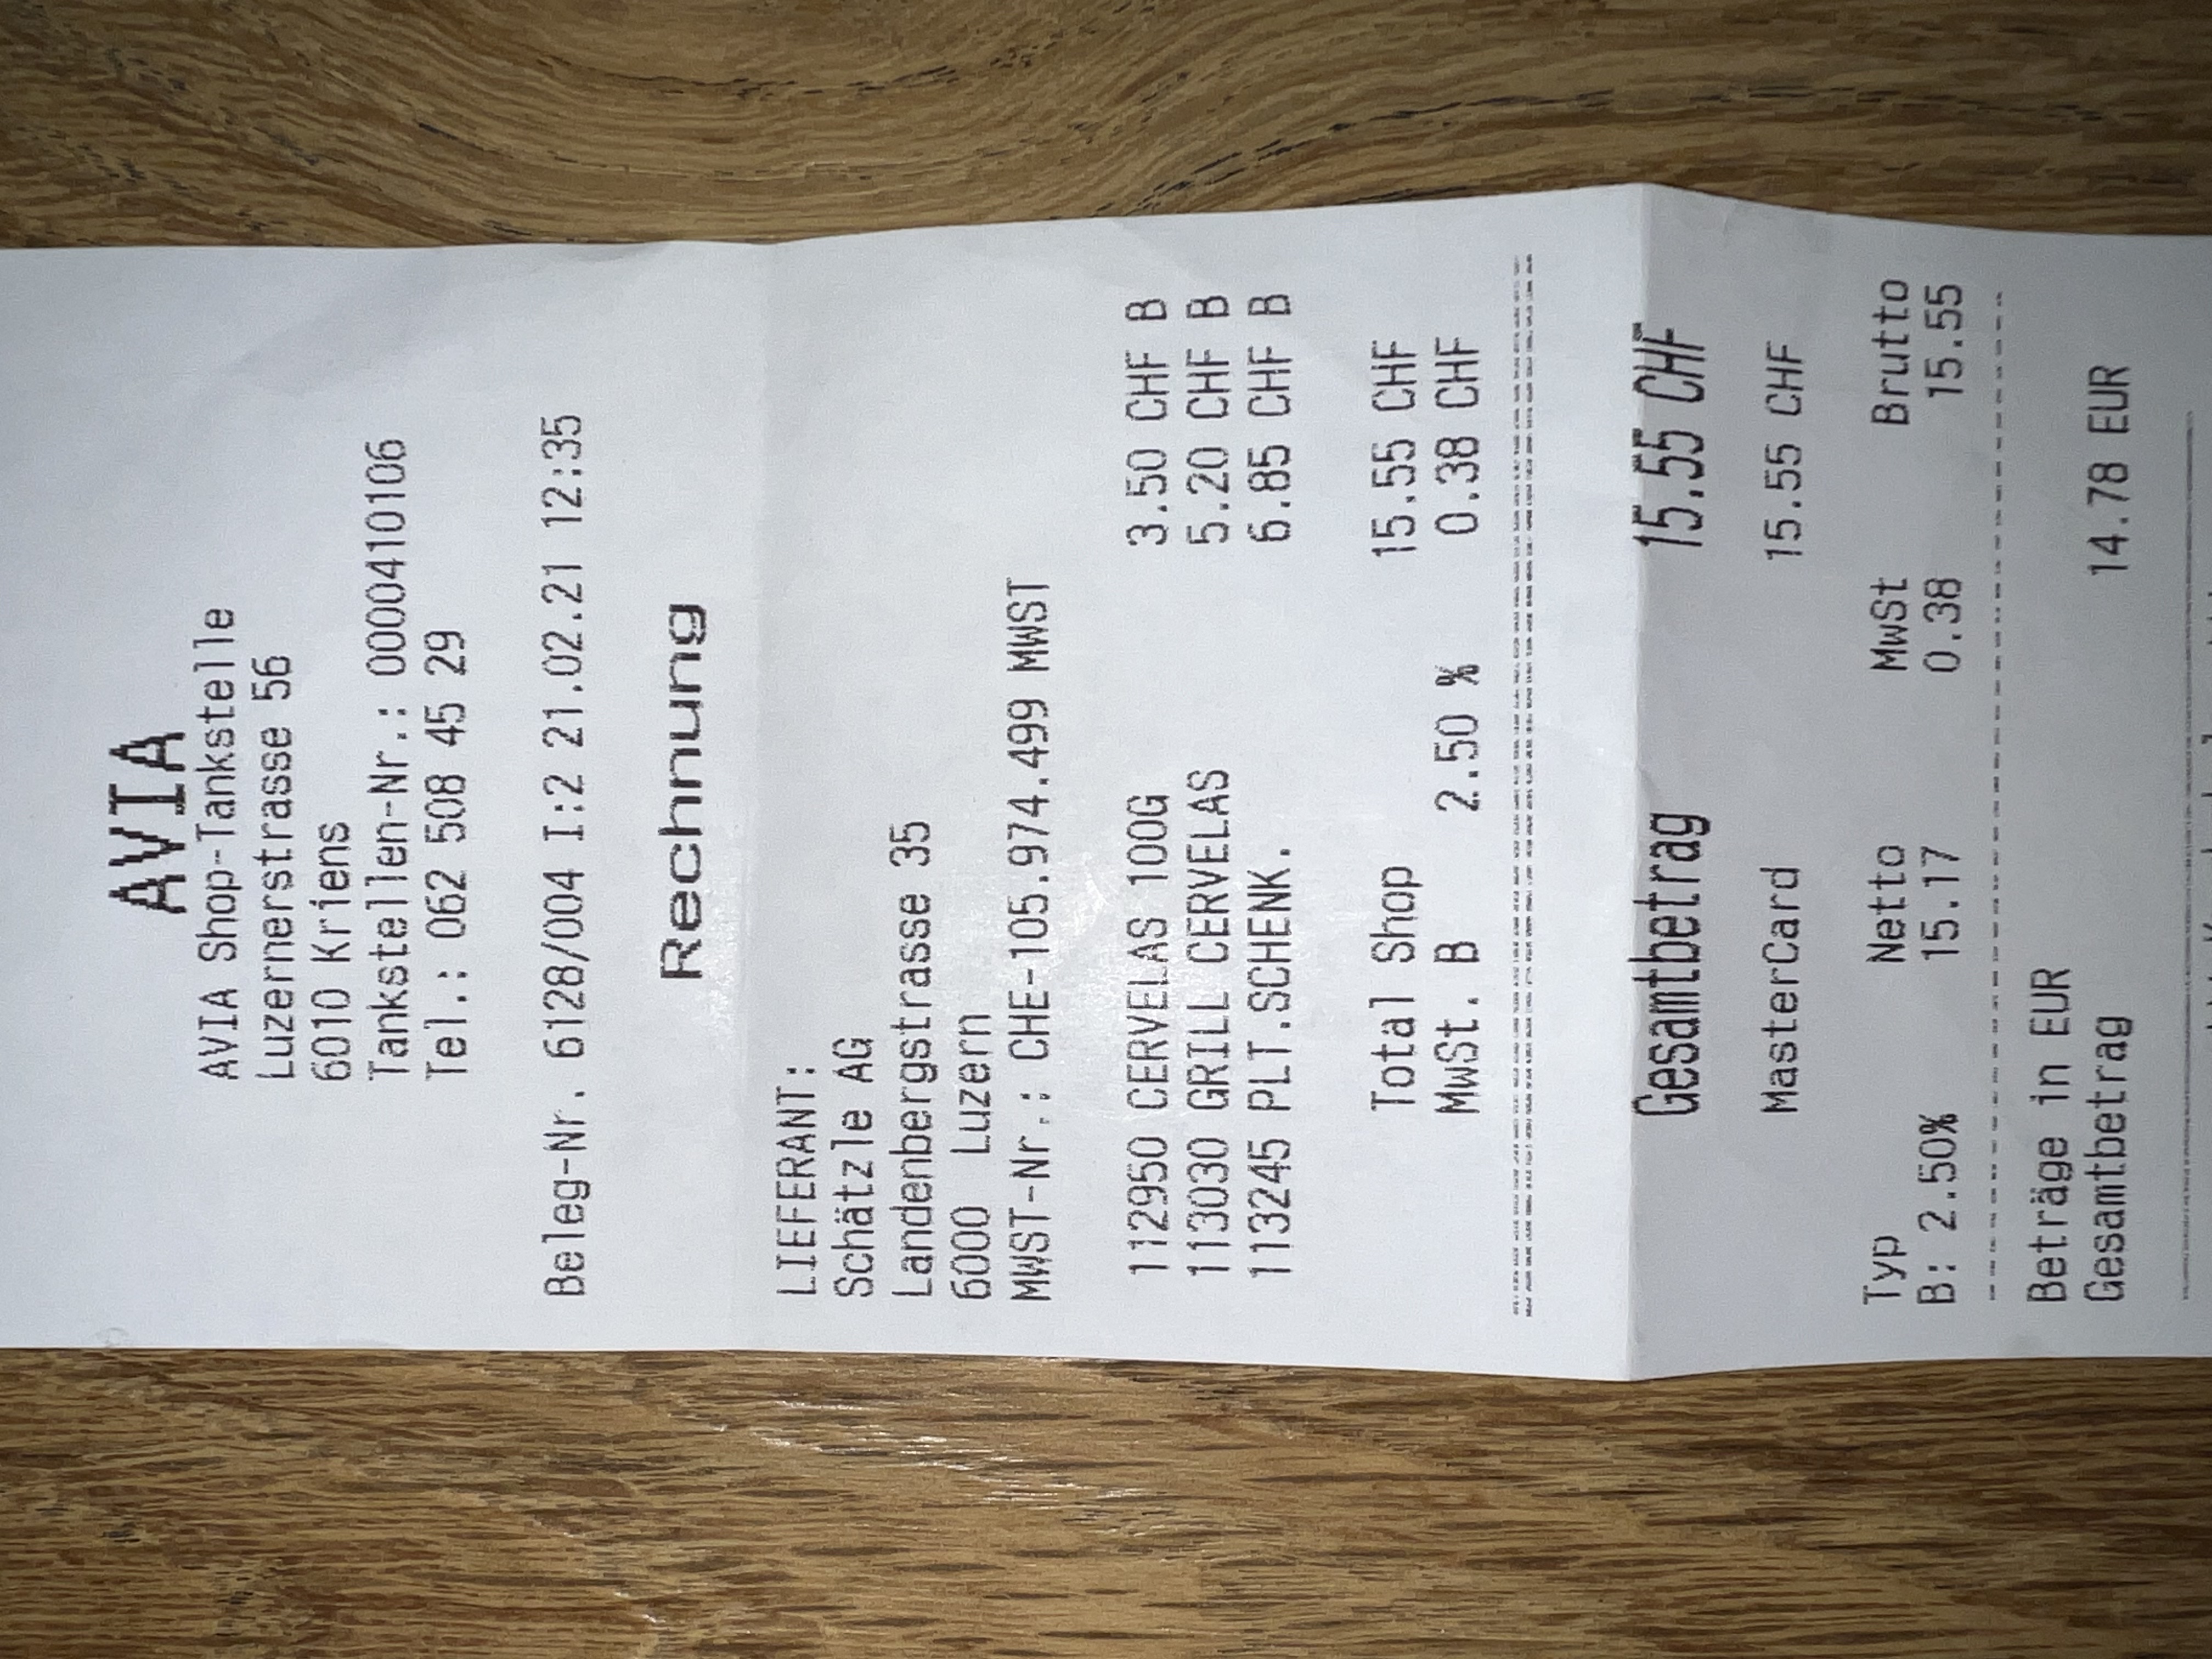 AVIA
AVIA Shop-Tankstelle
Luzernerstrasse 56
6010 Kriens
Tankstellen-Nr.: 0000410106
Tel.: 062 508 45 29
Beleg-Nr. 6128/004 I:2 21.02.21 12:35
Rechnung
LIEFERANT:
Schätzle AG
Landenbergstrasse 35
6000 Luzern
MWST-Nr.: CHE-105.974.499 MWST
112950 CERVELAS 100G 3.50 CHF B
113030 GRILL CERVELAS 5.20 CHF B
113245 PLT.SCHENK. 6.85 CHF B
Total Shop 15.55 CHF
MwSt. B 2.50 % 0.38 CHF
Gesamtbetrag 15.55 CHF
MasterCard 15.55 CHF
Typ Netto MwSt Brutto
B: 2.50% 15.17 0.38 15.55
Beträge in EUR
Gesamtbetrag 14.78 EUR